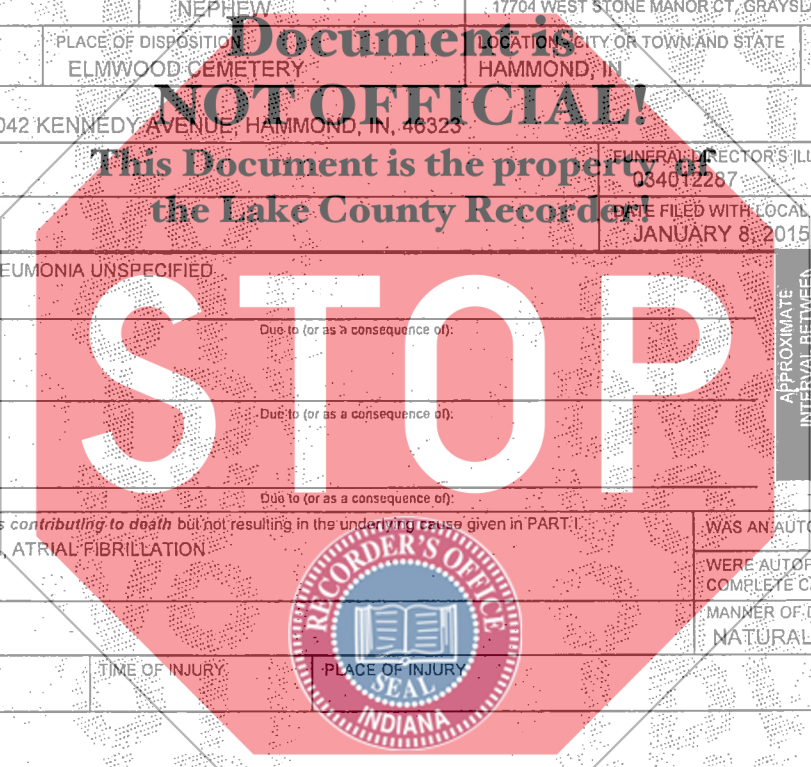 NEPHEW 17704 WEST STONE MANOR CT, GRAYSL
Document is
PLACE OF DISPOSITION LOCATION - CITY OR TOWN AND STATE
ELMWOOD CEMETERY HAMMOND, IN
NOT OFFICIAL!
042 KENNEDY AVENUE, HAMMOND, IN, 46323
This Document is the property of
FUNERAL DIRECTOR'S
034012287
the Lake County Recorder!
DATE FILED WITH LOCAL
JANUARY 8, 2015
EUMONIA UNSPECIFIED
STOP
APPROXIMATE
INTERVAL BETWEEN
Due to (or as a consequence of):
Due to (or as a consequence of):
Due to (or as a consequence of):
s contributing to death but not resulting in the underlying cause given in PART I.
WAS AN AUTO
, ATRIAL FIBRILLATION
WERE AUTOP
COMPLETE C
MANNER OF D
NATURAL
RECORDER'S OFFICE
SEAL
INDIANA
TIME OF INJURY PLACE OF INJURY